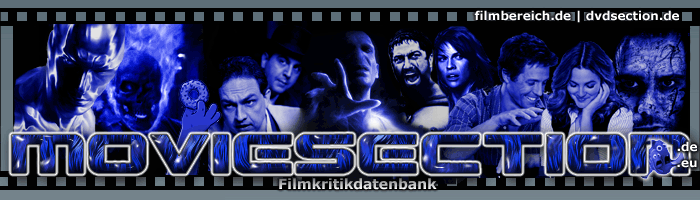 filmbereich.de | dvdsection.de
MOVIESECTION
.de
.eu
Filmkritikdatenbank